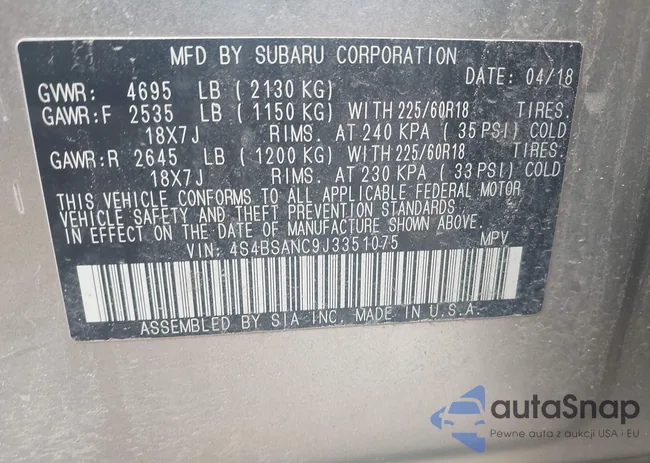 MFD BY SUBARU CORPORATION
DATE: 04/18
GVWR: 4695 LB ( 2130 KG)
GAWR:F 2535 LB ( 1150 KG) WITH 225/60R18 TIRES.
18X7J RIMS. AT 240 KPA ( 35 PSI) COLD
GAWR:R 2645 LB ( 1200 KG) WITH 225/60R18 TIRES.
18X7J RIMS. AT 230 KPA ( 33 PSI) COLD
THIS VEHICLE CONFORMS TO ALL APPLICABLE FEDERAL MOTOR
VEHICLE SAFETY AND THEFT PREVENTION STANDARDS
IN EFFECT ON THE DATE OF MANUFACTURE SHOWN ABOVE.
VIN: 4S4BSANC9J3351075 MPV
ASSEMBLED BY SIA INC. MADE IN U.S.A.
autaSnap
Pewne auta z aukcji USA i EU